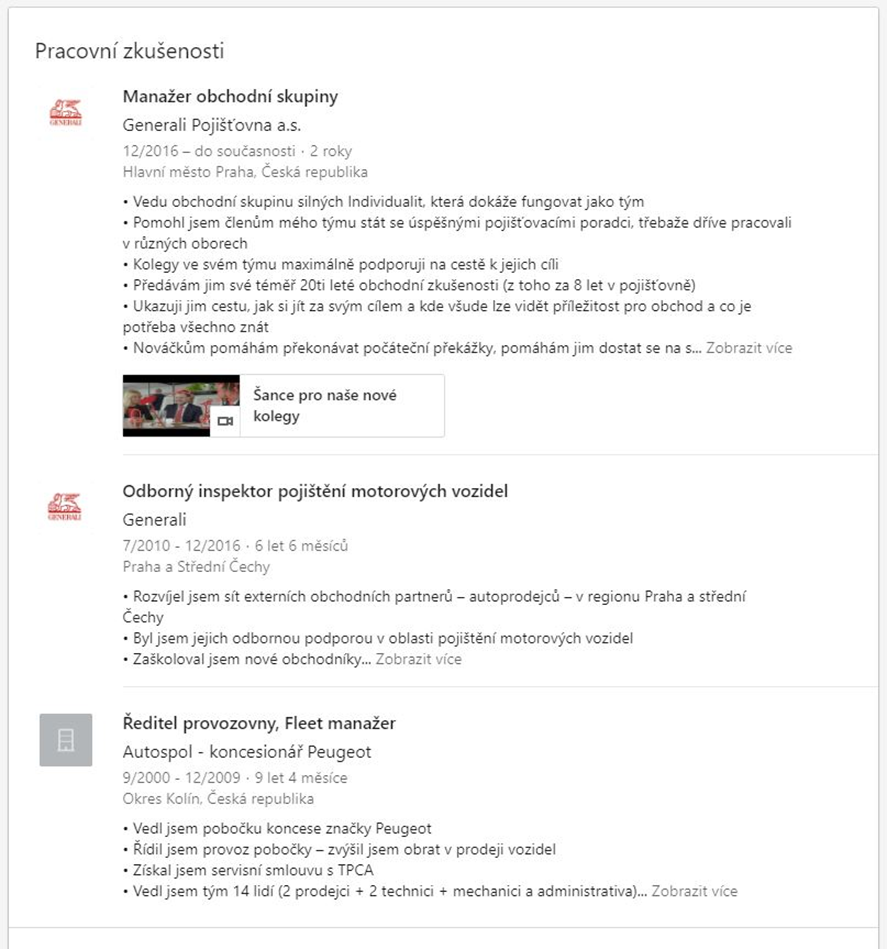 Pracovní zkušenosti
Manažer obchodní skupiny
GENERALI
Generali Pojišťovna a.s.
12/2016 – do současnosti · 2 roky
Hlavní město Praha, Česká republika
• Vedu obchodní skupinu silných Individualit, která dokáže fungovat jako tým
• Pomohl jsem členům mého týmu stát se úspěšnými pojišťovacími poradci, třebaže dříve pracovali
v různých oborech
• Kolegy ve svém týmu maximálně podporuji na cestě k jejich cíli
• Předávám jim své téměř 20ti leté obchodní zkušenosti (z toho za 8 let v pojišťovně)
• Ukazuji jim cestu, jak si jít za svým cílem a kde všude lze vidět příležitost pro obchod a co je
potřeba všechno znát
• Nováčkům pomáhám překonávat počáteční překážky, pomáhám jim dostat se na s... Zobrazit více
Šance pro naše nové
kolegy
Odborný inspektor pojištění motorových vozidel
GENERALI
Generali
7/2010 - 12/2016 · 6 let 6 měsíců
Praha a Střední Čechy
• Rozvíjel jsem sít externích obchodních partnerů – autoprodejců – v regionu Praha a střední
Čechy
• Byl jsem jejich odbornou podporou v oblasti pojištění motorových vozidel
• Zaškoloval jsem nové obchodníky... Zobrazit více
Ředitel provozovny, Fleet manažer
Autospol - koncesionář Peugeot
9/2000 - 12/2009 · 9 let 4 měsíce
Okres Kolín, Česká republika
• Vedl jsem pobočku koncese značky Peugeot
• Řídil jsem provoz pobočky – zvýšil jsem obrat v prodeji vozidel
• Získal jsem servisní smlouvu s TPCA
• Vedl jsem tým 14 lidí (2 prodejci + 2 technici + mechanici a administrativa)... Zobrazit více